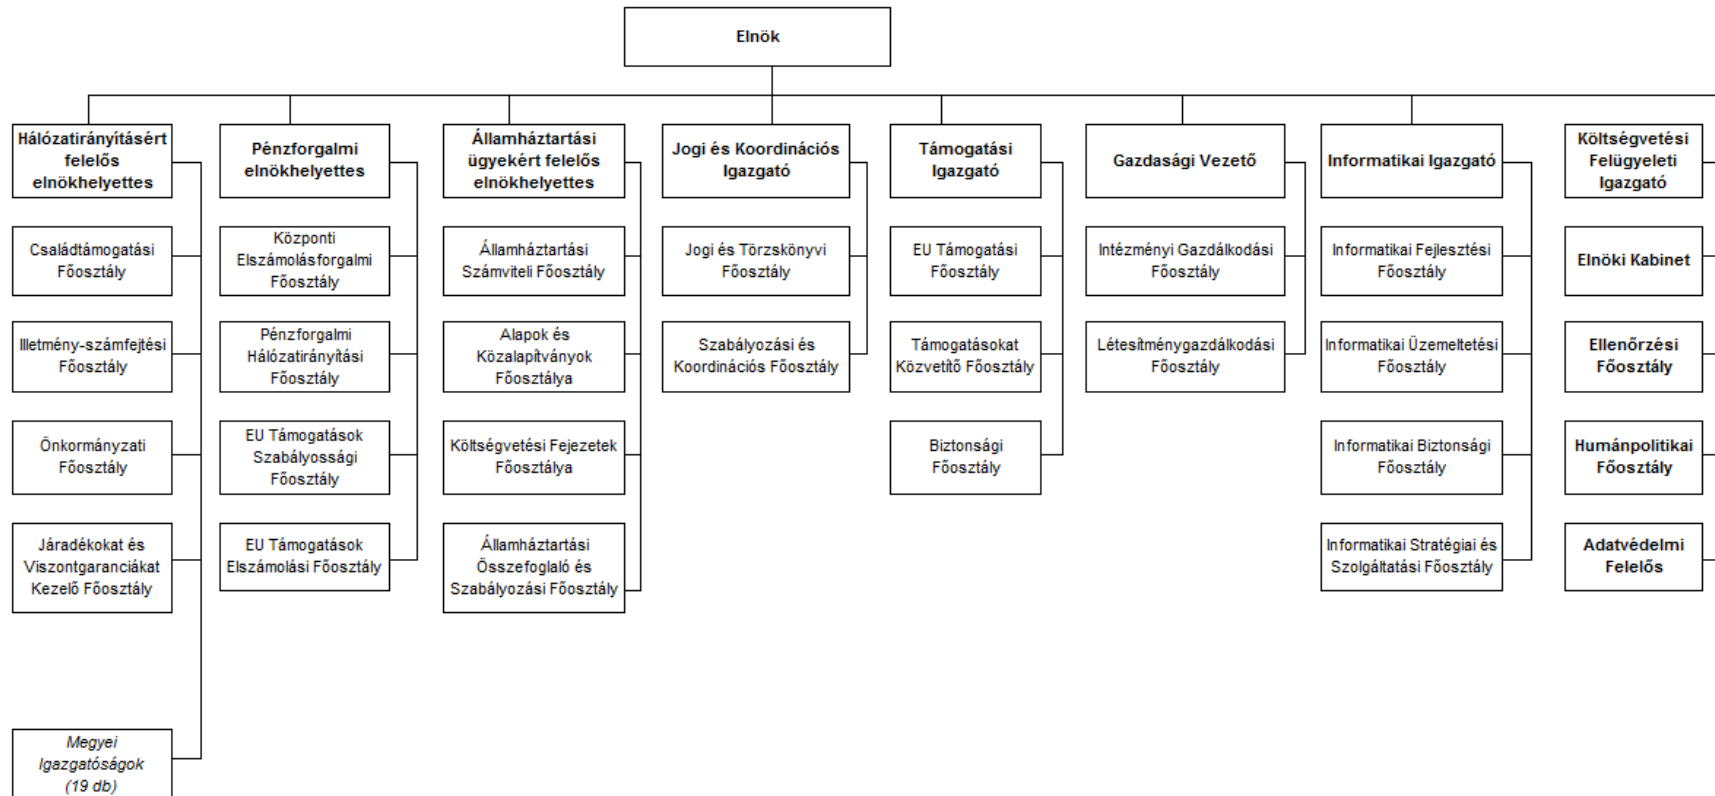 Elnök
Hálózatirányításért
felelős
elnökhelyettes
Pénzforgalmi
elnökhelyettes
Államháztartási
ügyekért felelős
elnökhelyettes
Jogi és Koordinációs
Igazgató
Támogatási
Igazgató
Gazdasági Vezető
Informatikai Igazgató
Költségvetési
Felügyeleti
Igazgató
Családtámogatási
Főosztály
Központi
Elszámolásforgalmi
Főosztály
Államháztartási
Számviteli Főosztály
Jogi és Törzskönyvi
Főosztály
EU Támogatási
Főosztály
Intézményi Gazdálkodási
Főosztály
Informatikai Fejlesztési
Főosztály
Elnöki Kabinet
Illetmény-számfejtési
Főosztály
Pénzforgalmi
Hálózatirányítási
Főosztály
Alapok és
Közalapítványok
Főosztálya
Szabályozási és
Koordinációs Főosztály
Támogatásokat
Közvetítő Főosztály
Létesítménygazdálkodási
Főosztály
Informatikai Üzemeltetési
Főosztály
Ellenőrzési
Főosztály
Önkormányzati
Főosztály
EU Támogatások
Szabályossági
Főosztály
Költségvetési Fejezetek
Főosztálya
Biztonsági
Főosztály
Informatikai Biztonsági
Főosztály
Humánpolitikai
Főosztály
Járadékokat és
Viszontgaranciákat
Kezelő Főosztály
EU Támogatások
Elszámolási Főosztály
Államháztartási
Összefoglaló és
Szabályozási Főosztály
Informatikai Stratégiai és
Szolgáltatási Főosztály
Adatvédelmi
Felelős
Megyei
Igazgatóságok
(19 db)